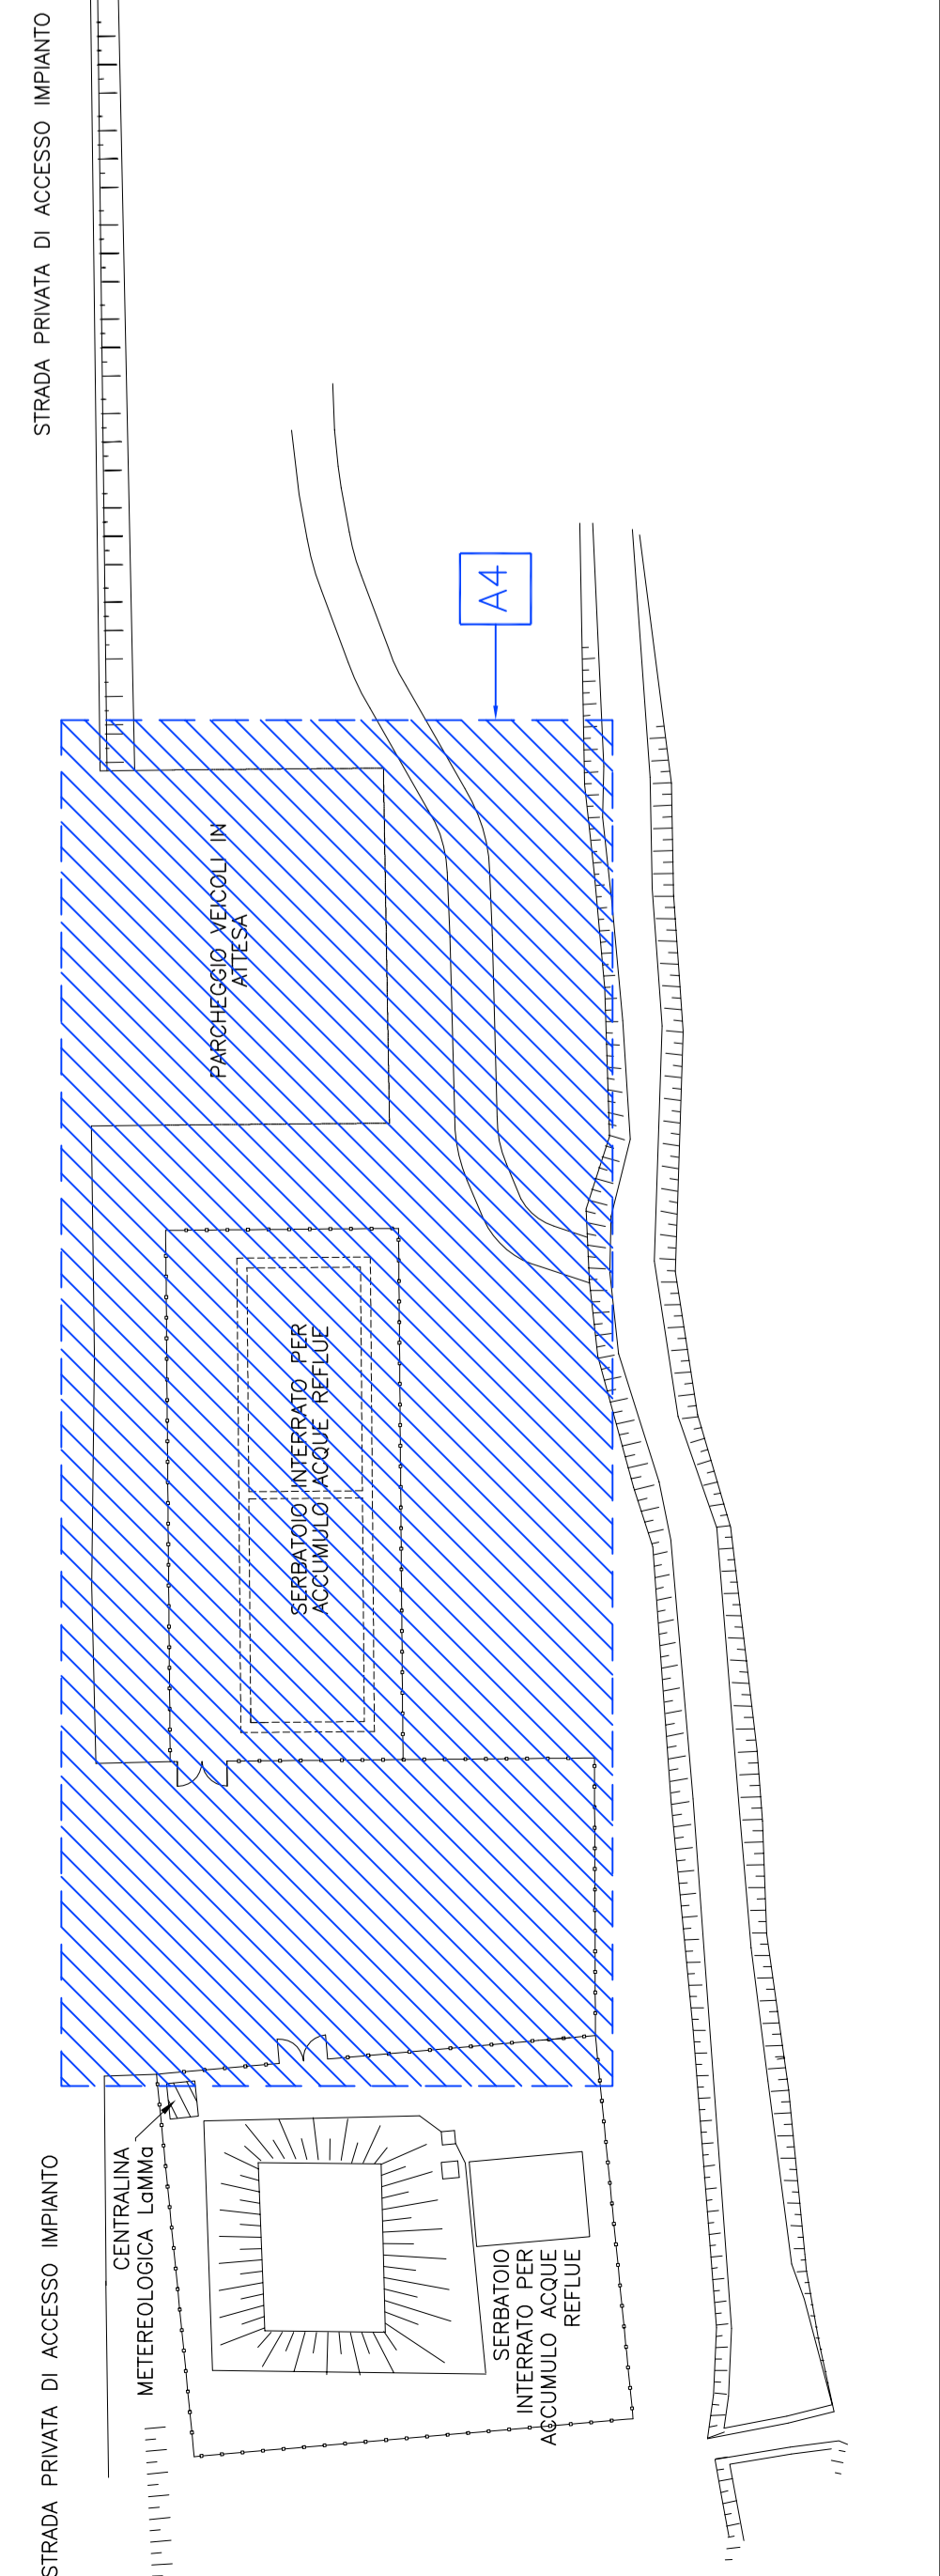 STRADA PRIVATA DI ACCESSO IMPIANTO
A4
PARCHEGGIO VEICOLI IN
ATTESA
SERBATOIO INTERRATO PER
ACCUMULO ACQUE REFLUE
CENTRALINA
METEREOLOGICA LaMMa
STRADA PRIVATA DI ACCESSO IMPIANTO
SERBATOIO
INTERRATO PER
ACCUMULO ACQUE
REFLUE